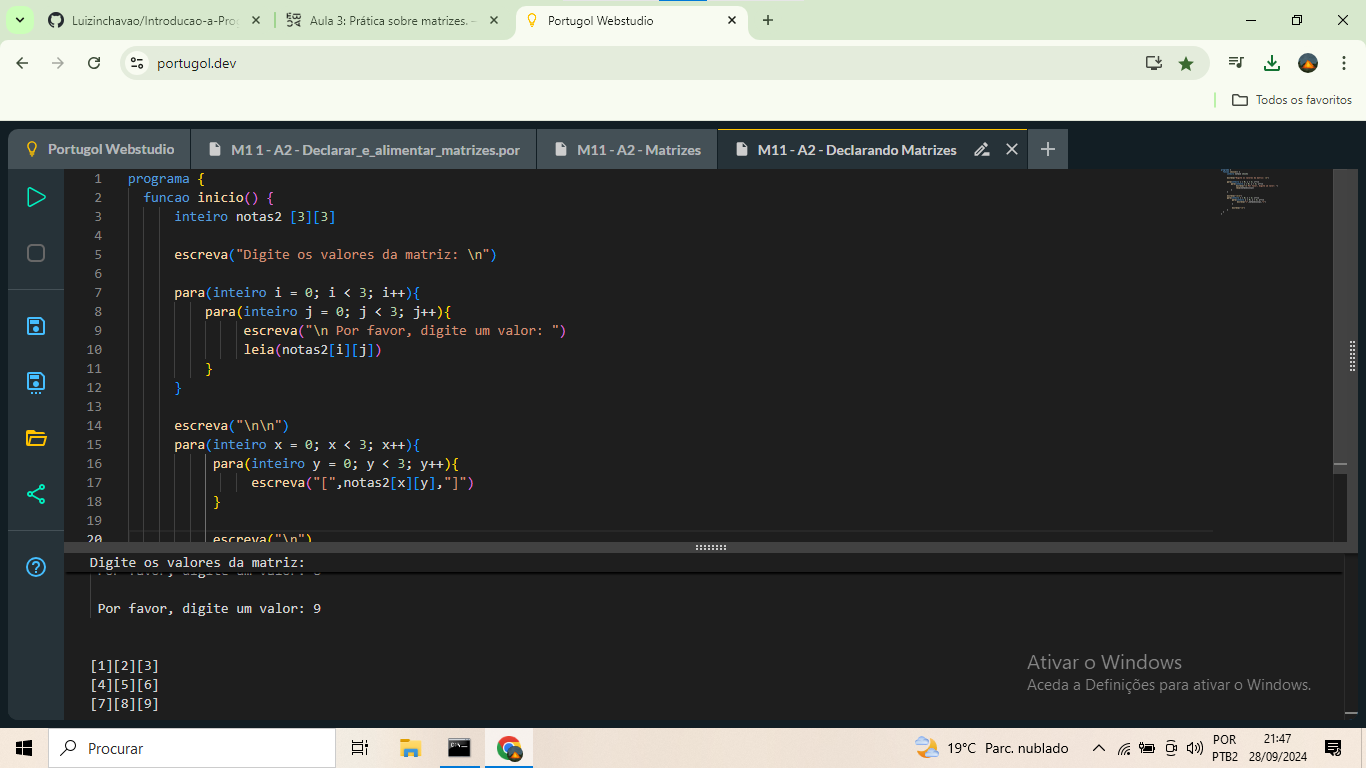 Luizinchavao/Introducao-a-Pro
Aula 3: Prática sobre matrizes. –
Portugol Webstudio
portugol.dev
Todos os favoritos
Portugol Webstudio
M1 1 - A2 - Declarar_e_alimentar_matrizes.por
M11 - A2 - Matrizes
M11 - A2 - Declarando Matrizes
1 programa {
2 funcao inicio() {
3 inteiro notas2 [3][3]
4
5 escreva("Digite os valores da matriz: \n")
6
7 para(inteiro i = 0; i < 3; i++){
8 para(inteiro j = 0; j < 3; j++){
9 escreva("\n Por favor, digite um valor: ")
10 leia(notas2[i][j])
11 }
12 }
13
14 escreva("\n\n")
15 para(inteiro x = 0; x < 3; x++){
16 para(inteiro y = 0; y < 3; y++){
17 escreva("[",notas2[x][y],"]")
18 }
19
20 escreva("\n")
Digite os valores da matriz:
Por favor, digite um valor: 9
[1][2][3]
[4][5][6]
[7][8][9]
Ativar o Windows
Aceda a Definições para ativar o Windows.
Procurar
19°C Parc. nublado
POR
PTB2
21:47
28/09/2024